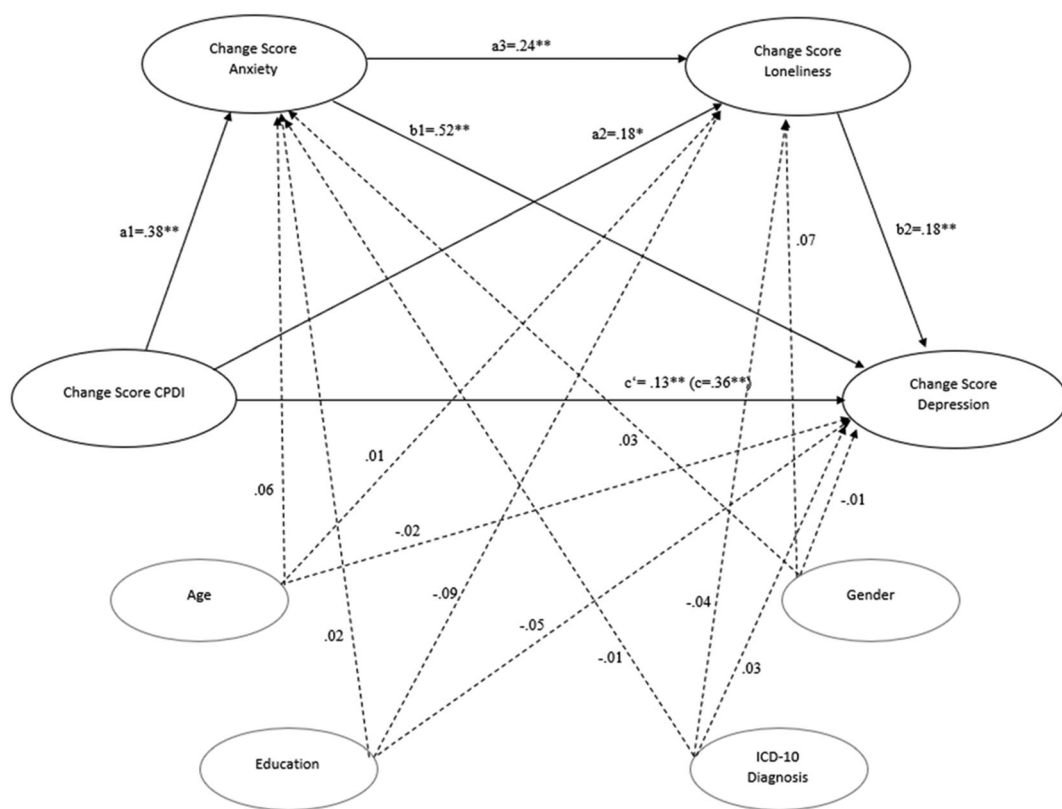 Change Score
Anxiety
a3=.24**
Change Score
Loneliness
b1=.52**
a2=.18*
a1=.38**
.07
b2=.18**
Change Score CPDI
c‘= .13** (c=.36**)
Change Score
Depression
.06
.01
.03
-.02
-.01
Age
Gender
.02
-.09
-.05
-.01
-.04
.03
Education
ICD-10
Diagnosis